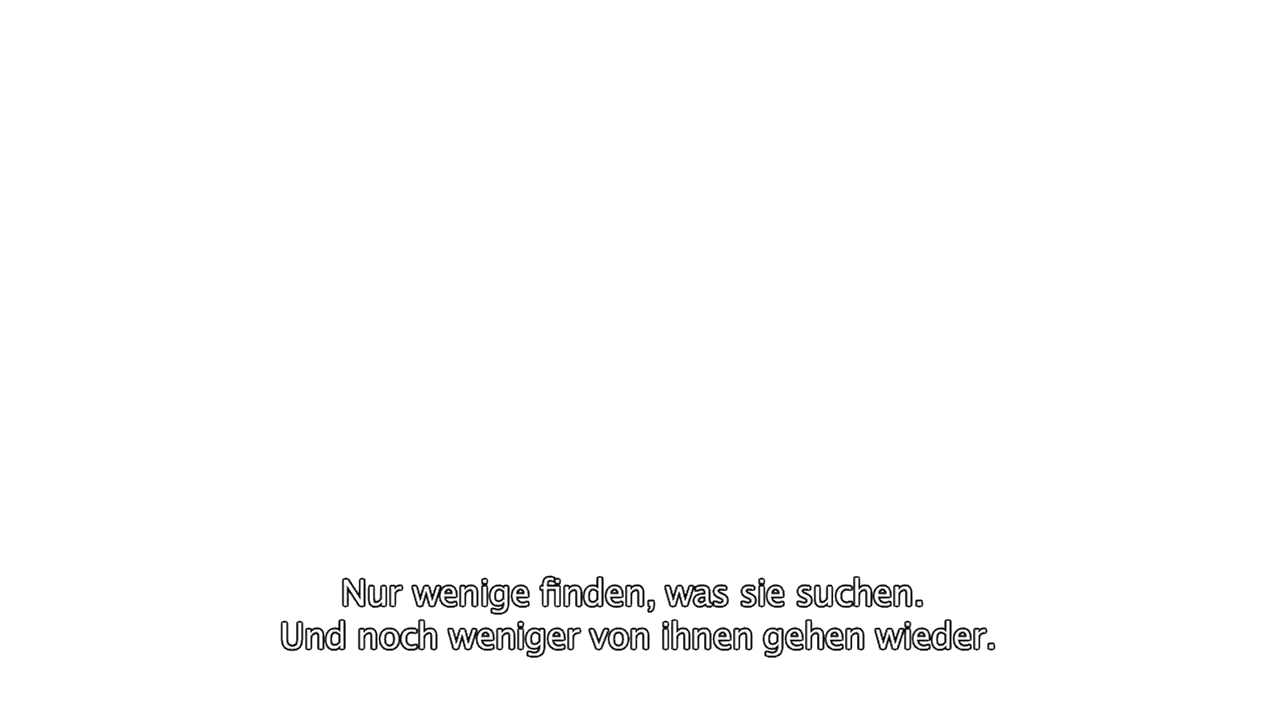 Nur wenige finden, was sie suchen.
Und noch weniger von ihnen gehen wieder.